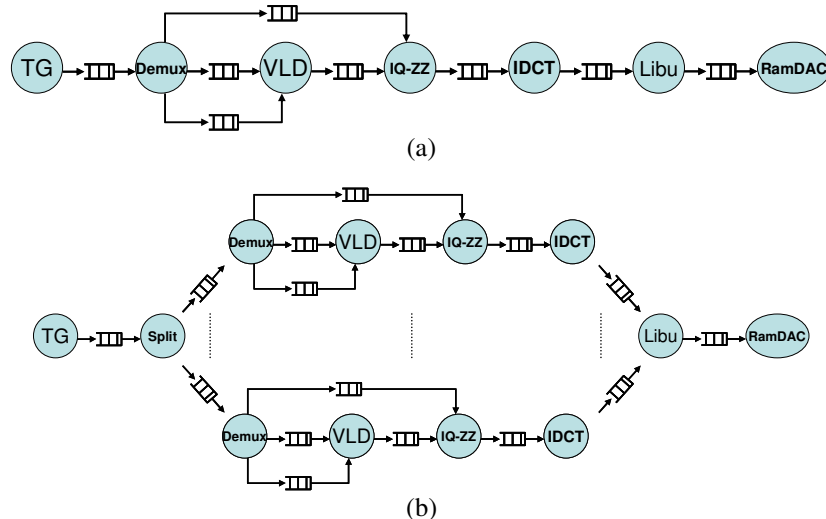 TG Demux VLD IQ-ZZ IDCT Libu RamDAC
(a)
Demux VLD IQ-ZZ IDCT
TG Split Libu RamDAC
Demux VLD IQ-ZZ IDCT
(b)